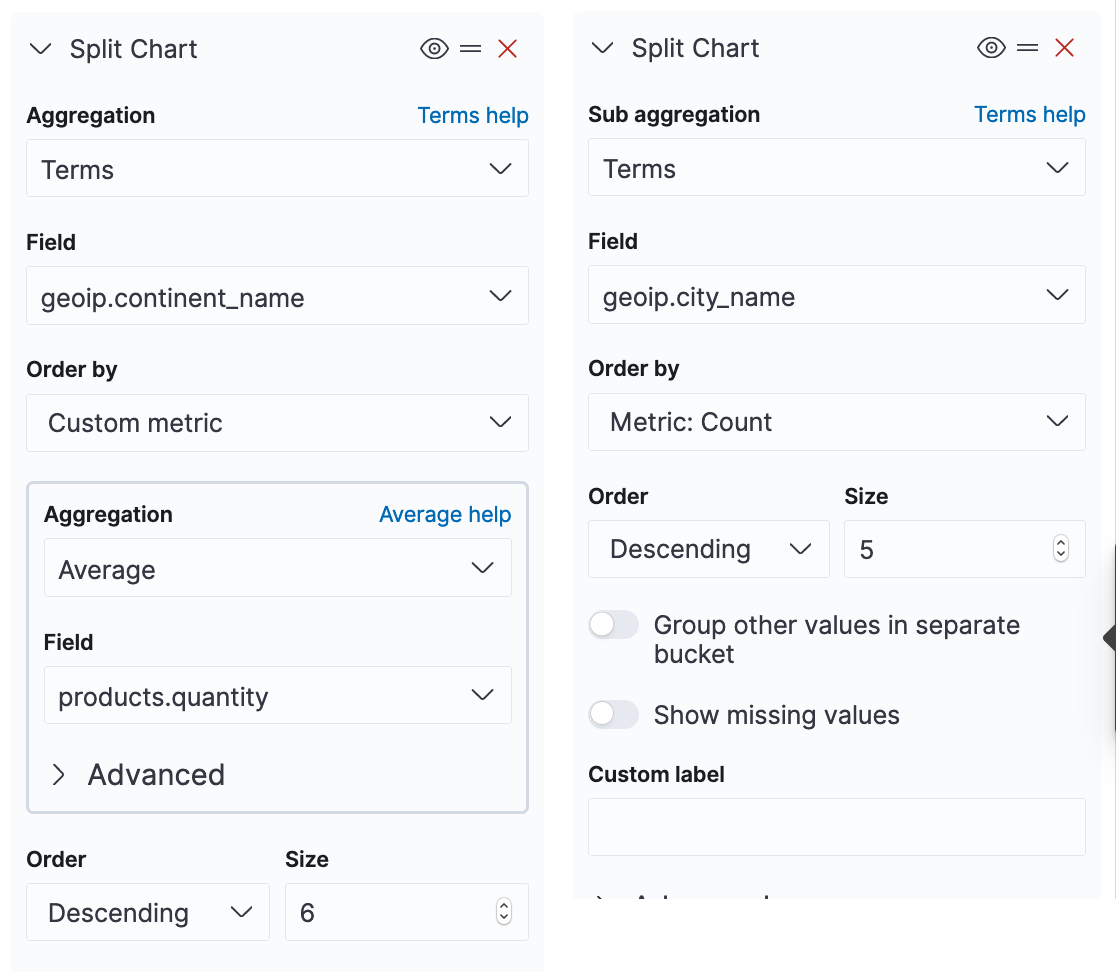 Split Chart
Aggregation
Terms help
Terms
Field
geoip.continent_name
Order by
Custom metric
Aggregation
Average help
Average
Field
products.quantity
Advanced
Order
Size
Descending
6
Split Chart
Sub aggregation
Terms help
Terms
Field
geoip.city_name
Order by
Metric: Count
Order
Size
Descending
5
Group other values in separate
bucket
Show missing values
Custom label